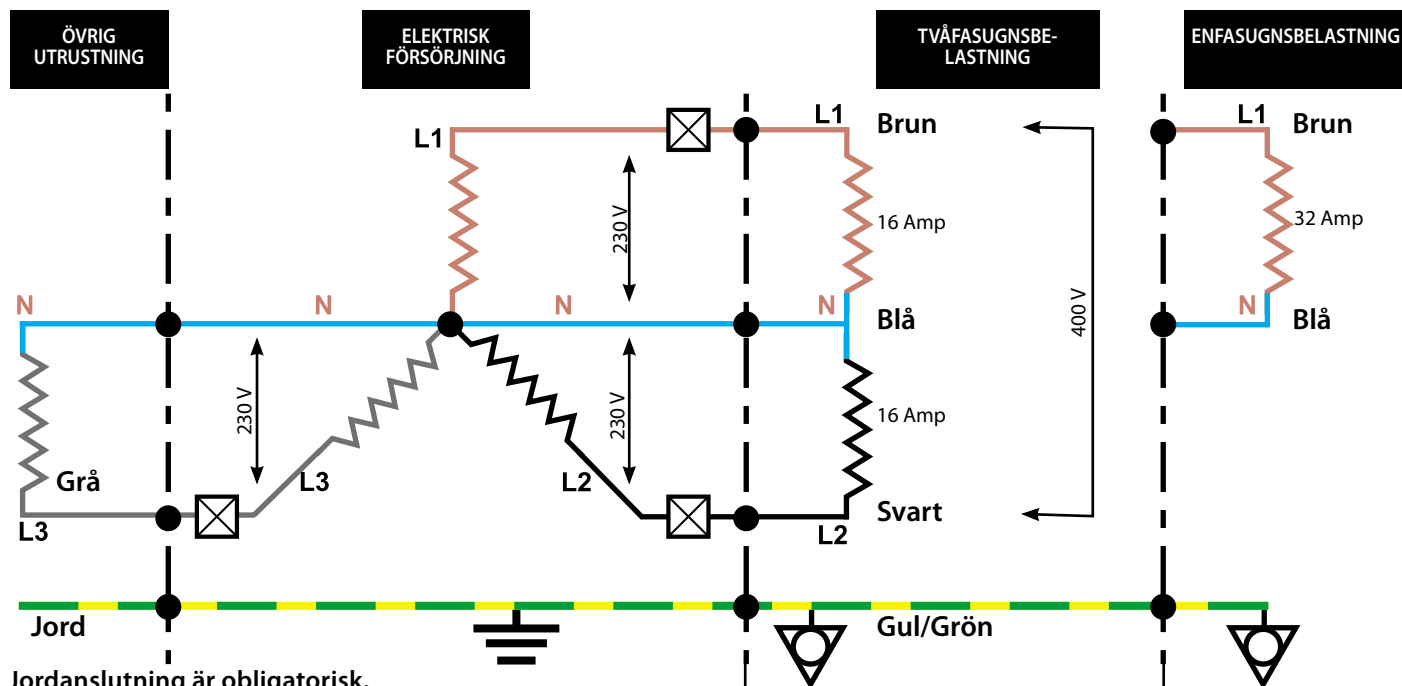 ÖVRIG
UTRUSTNING
ELEKTRISK
FÖRSÖRJNING
TVÅFASUGNSBE-
LASTNING
ENFASUGNSBELASTNING
L1
L1
Brun
L1
Brun
230 V
16 Amp
32 Amp
400 V
N
N
N
N
Blå
N
Blå
230 V
230 V
16 Amp
Grå
L3
L2
Svart
L3
L2
Jord
Gul/Grön
Jordanslutning är obligatorisk.